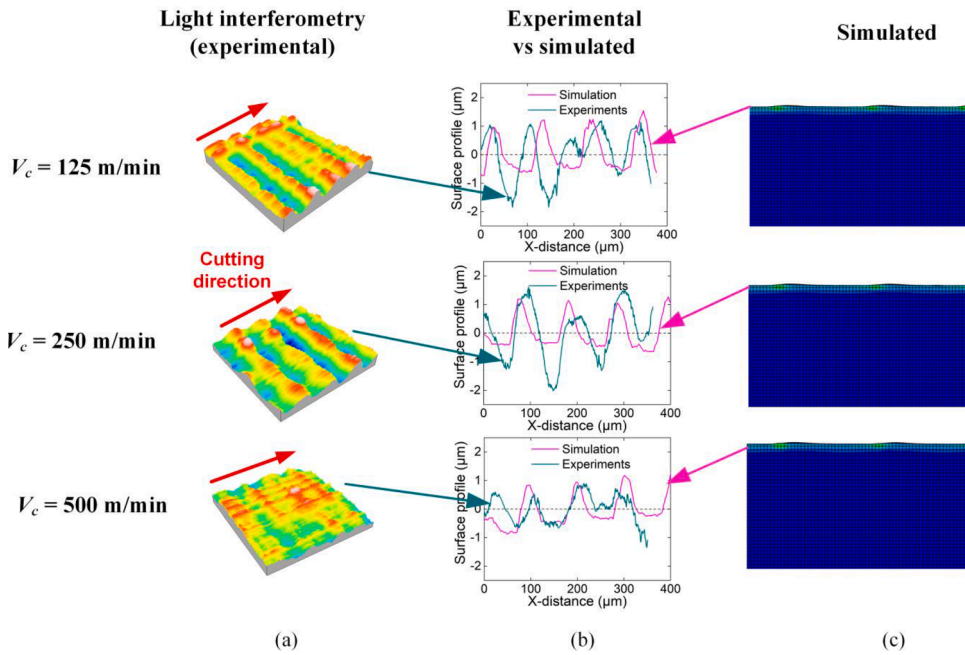 Light interferometry
(experimental)
Experimental
vs simulated
Simulated
V_c = 125 m/min
Surface profile (μm)
2
1
0
-1
-2
Simulation
Experiments
0 100 200 300 400
X-distance (μm)
Cutting
direction
V_c = 250 m/min
Surface profile (μm)
2
1
0
-1
-2
Simulation
Experiments
0 100 200 300 400
X-distance (μm)
V_c = 500 m/min
Surface profile (μm)
2
1
0
-1
-2
Simulation
Experiments
0 100 200 300 400
X-distance (μm)
(a)
(b)
(c)